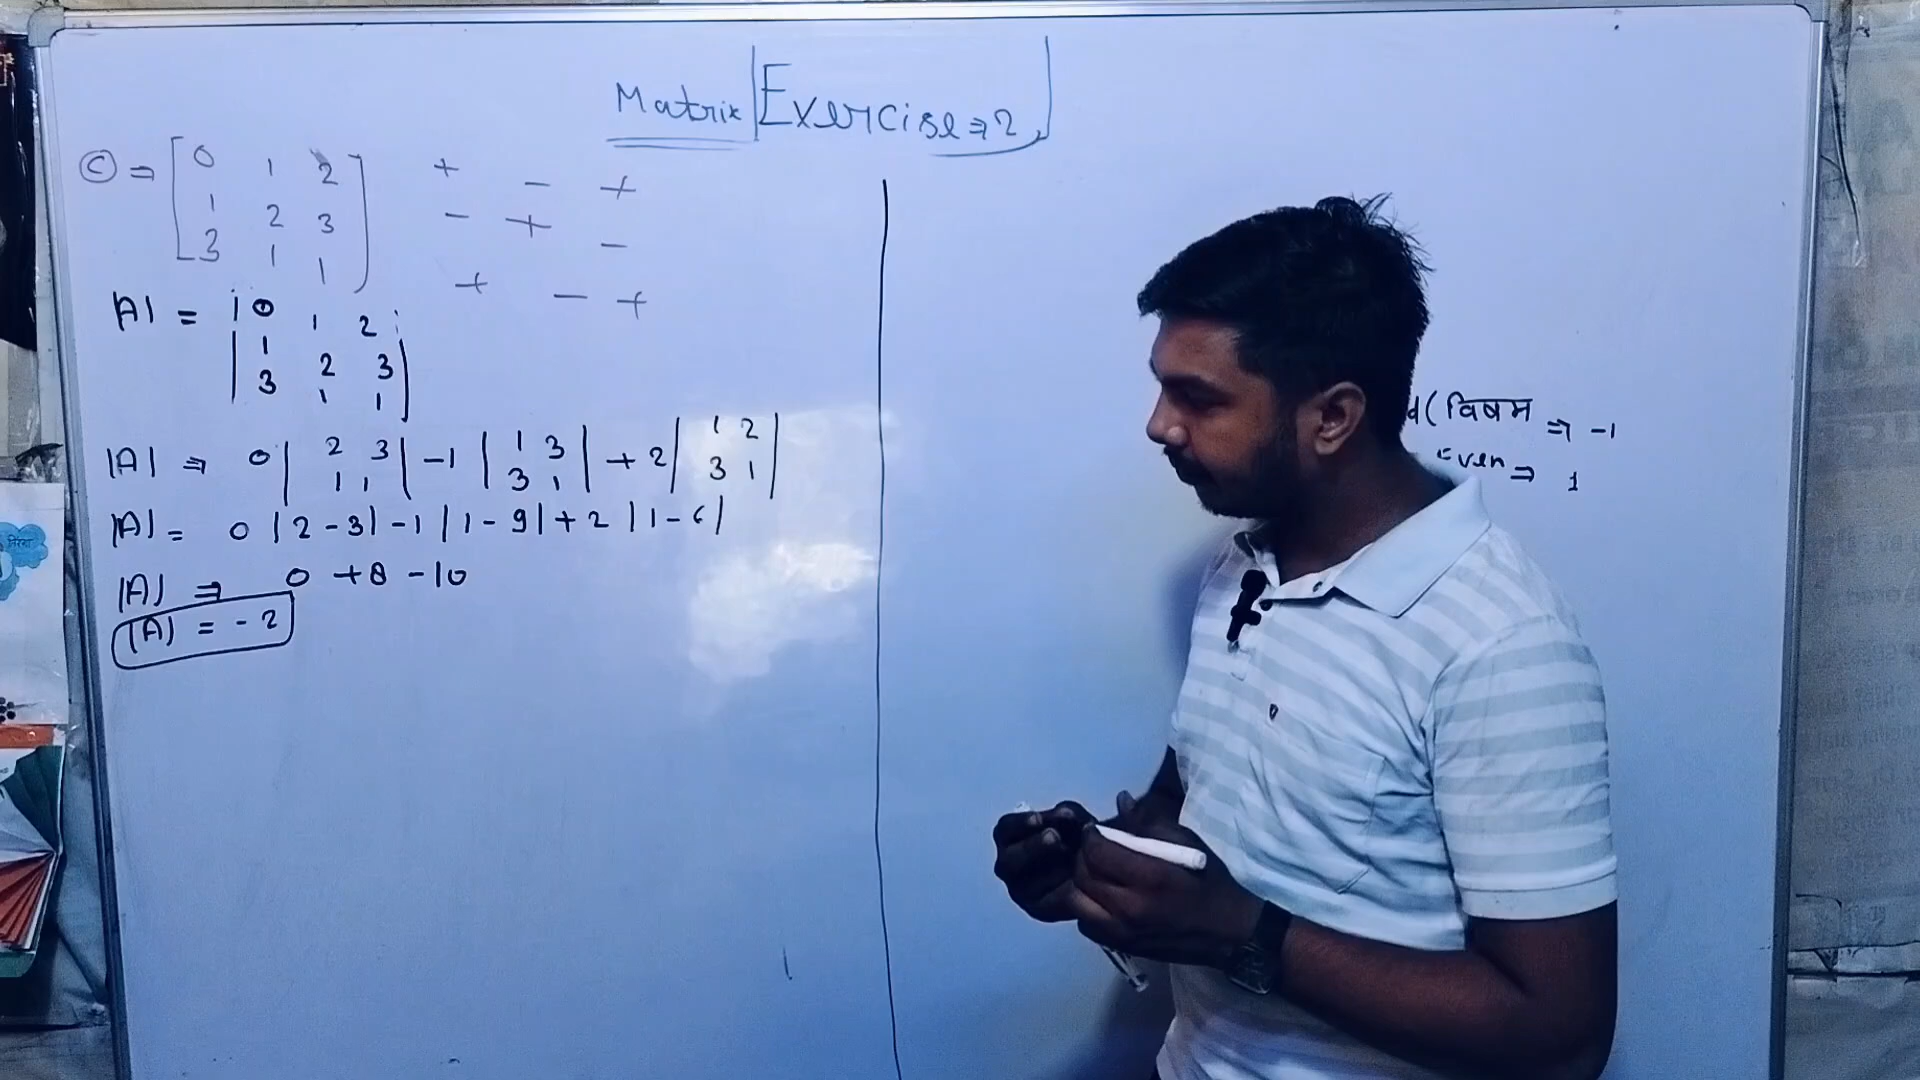 Matrix Exercise ⇒ 2
Ⓒ ⇒ [ 0 1 2
1 2 3
3 1 1 ]
+ − +
− + −
+ − +
|A| = | 0 1 2 |
| 1 2 3 |
3 1 1
|A| ⇒ 0 | 2 3 | −1 | 1 3 | + 2 | 1 2 |
1 1 3 1 3 1
|A| = 0 |2 − 3| −1 |1 − 9| + 2 |1 − 6|
|A| ⇒ 0 + 8 − 10
|A| = − 2
d (विषम ⇒ −1
Even ⇒ 1